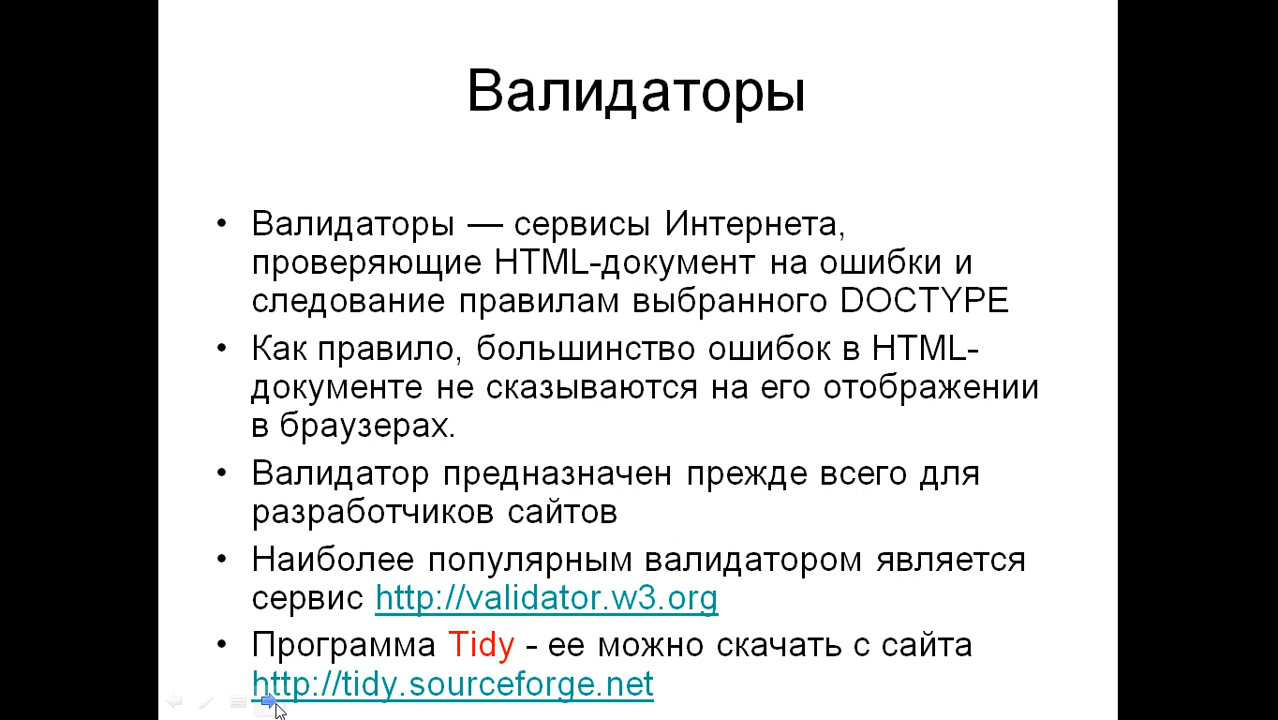 Валидаторы
• Валидаторы — сервисы Интернета,
проверяющие HTML-документ на ошибки и
следование правилам выбранного DOCTYPE
• Как правило, большинство ошибок в HTML-
документе не сказываются на его отображении
в браузерах.
• Валидатор предназначен прежде всего для
разработчиков сайтов
• Наиболее популярным валидатором является
сервис http://validator.w3.org
• Программа Tidy - ее можно скачать с сайта
http://tidy.sourceforge.net